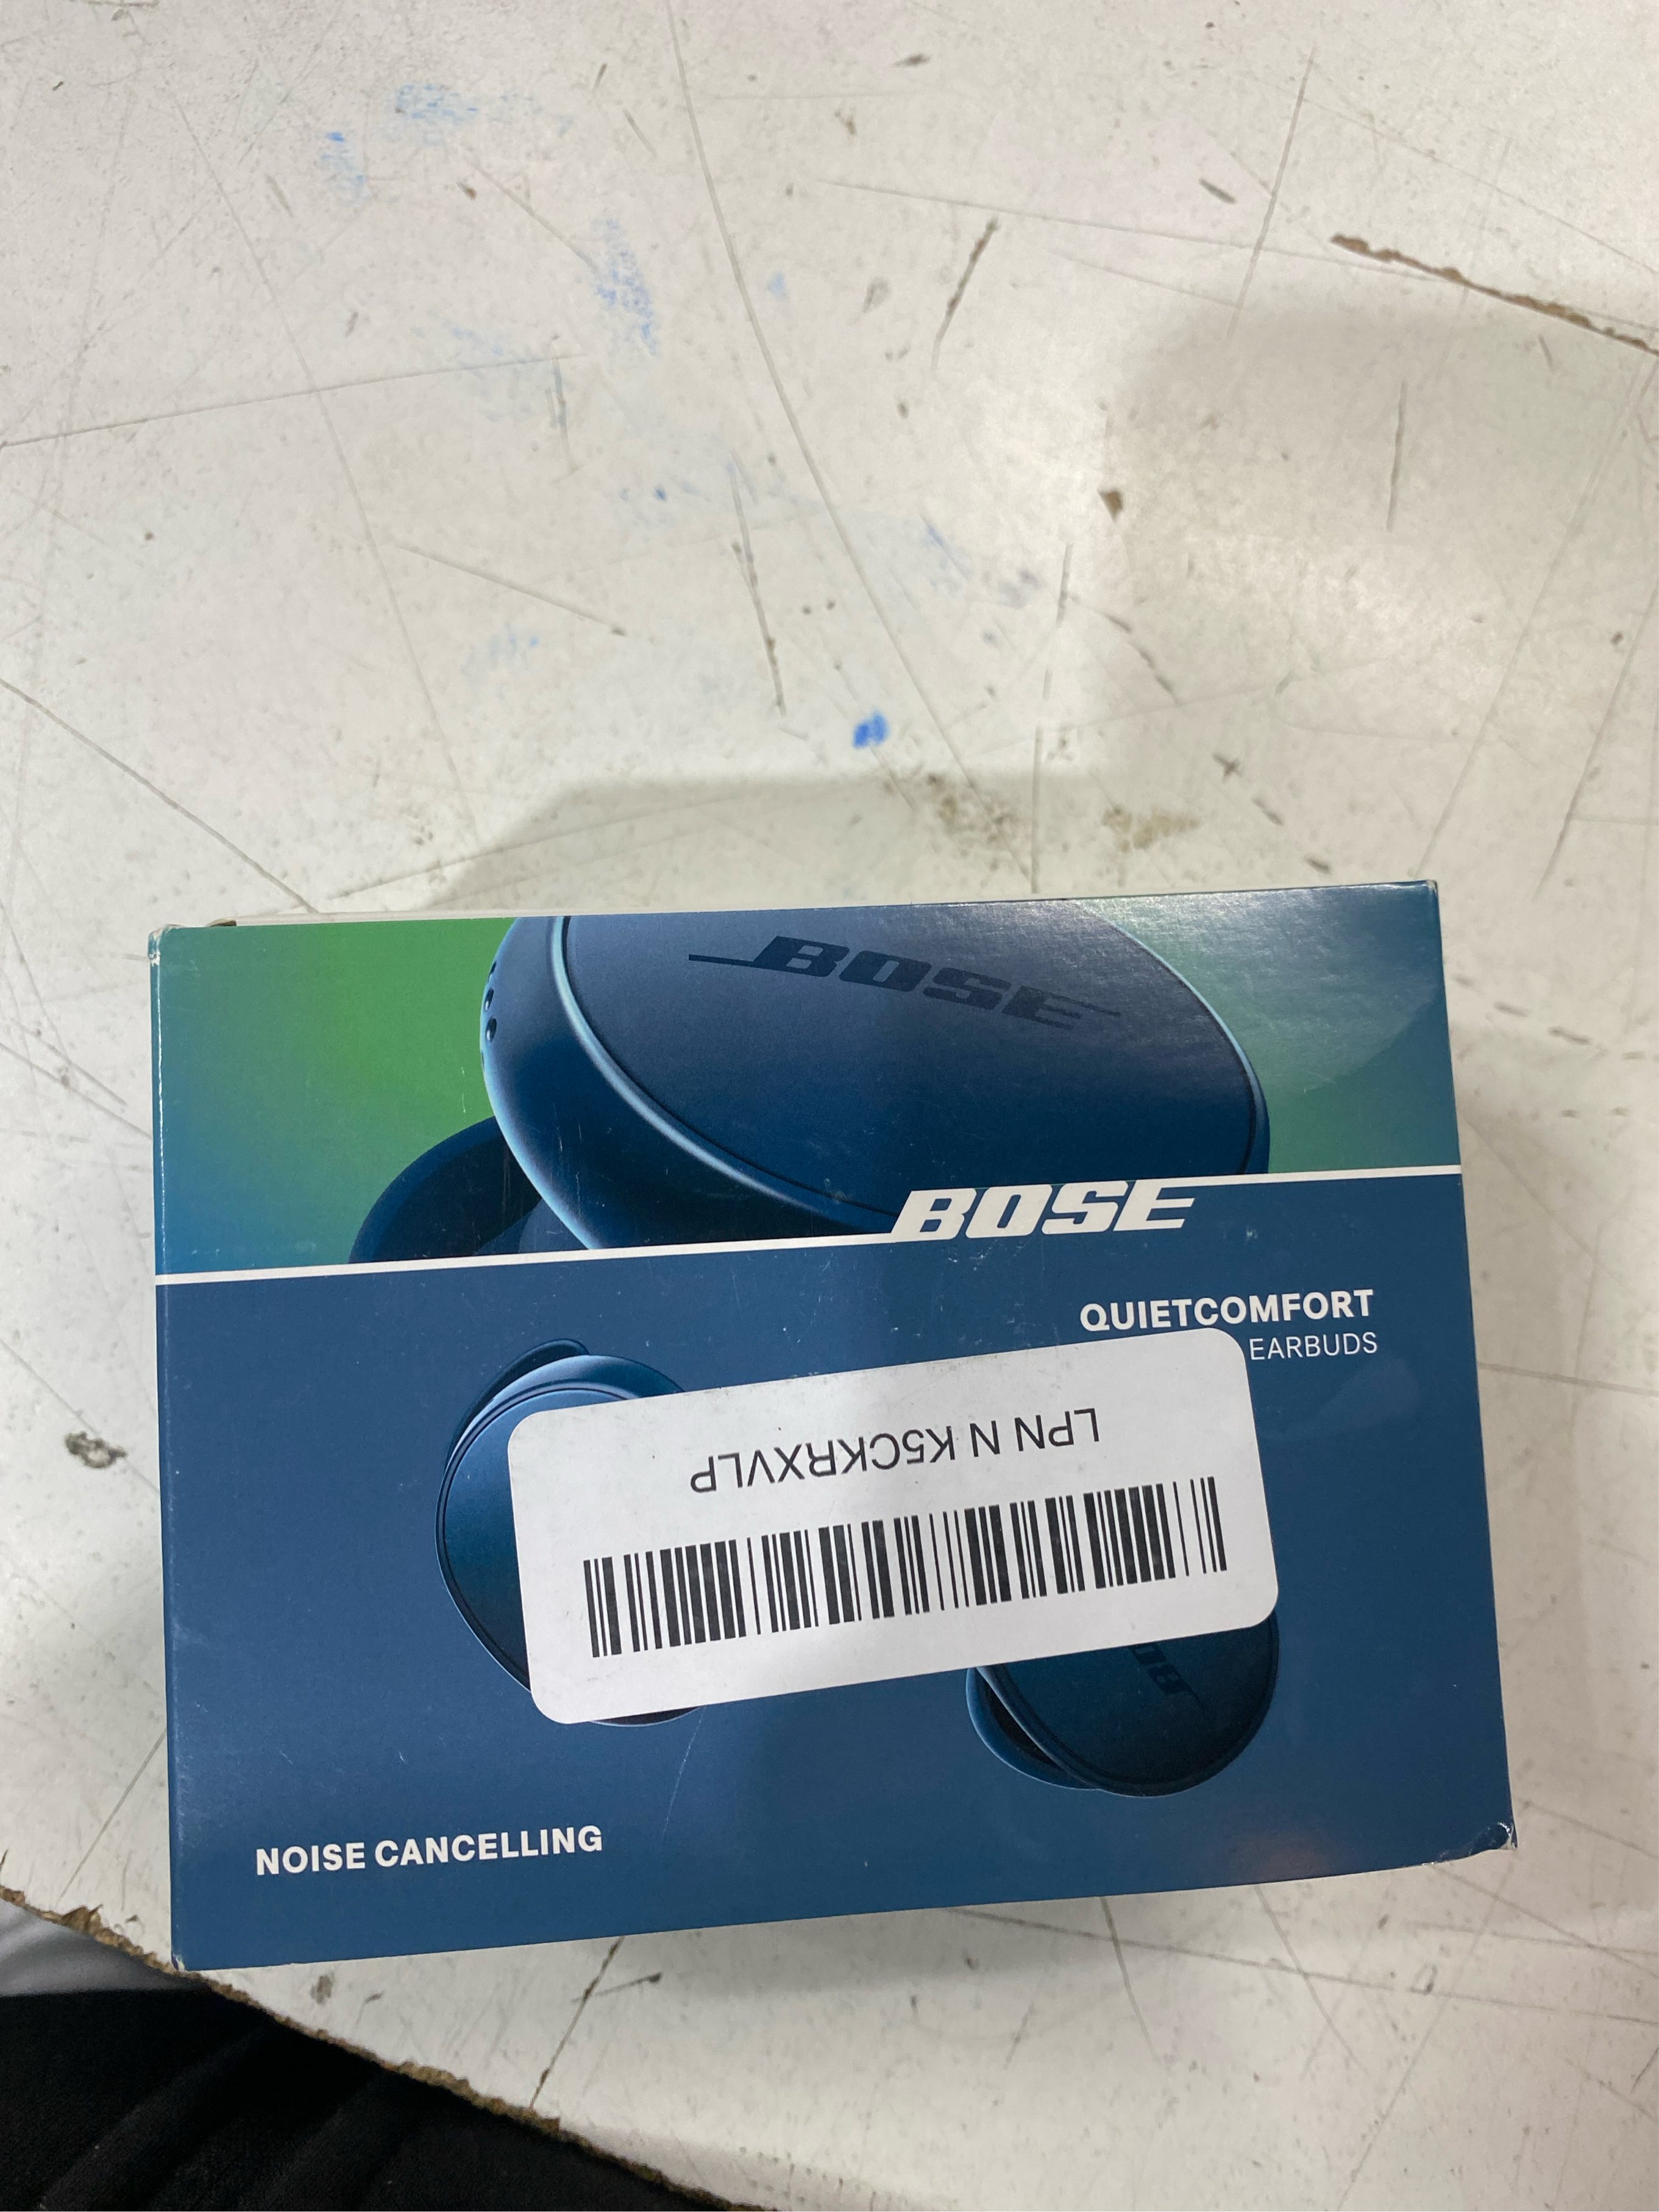 BOSE
BOSE
QUIETCOMFORT
EARBUDS
LPN N K5CKRXVLP
NOISE CANCELLING